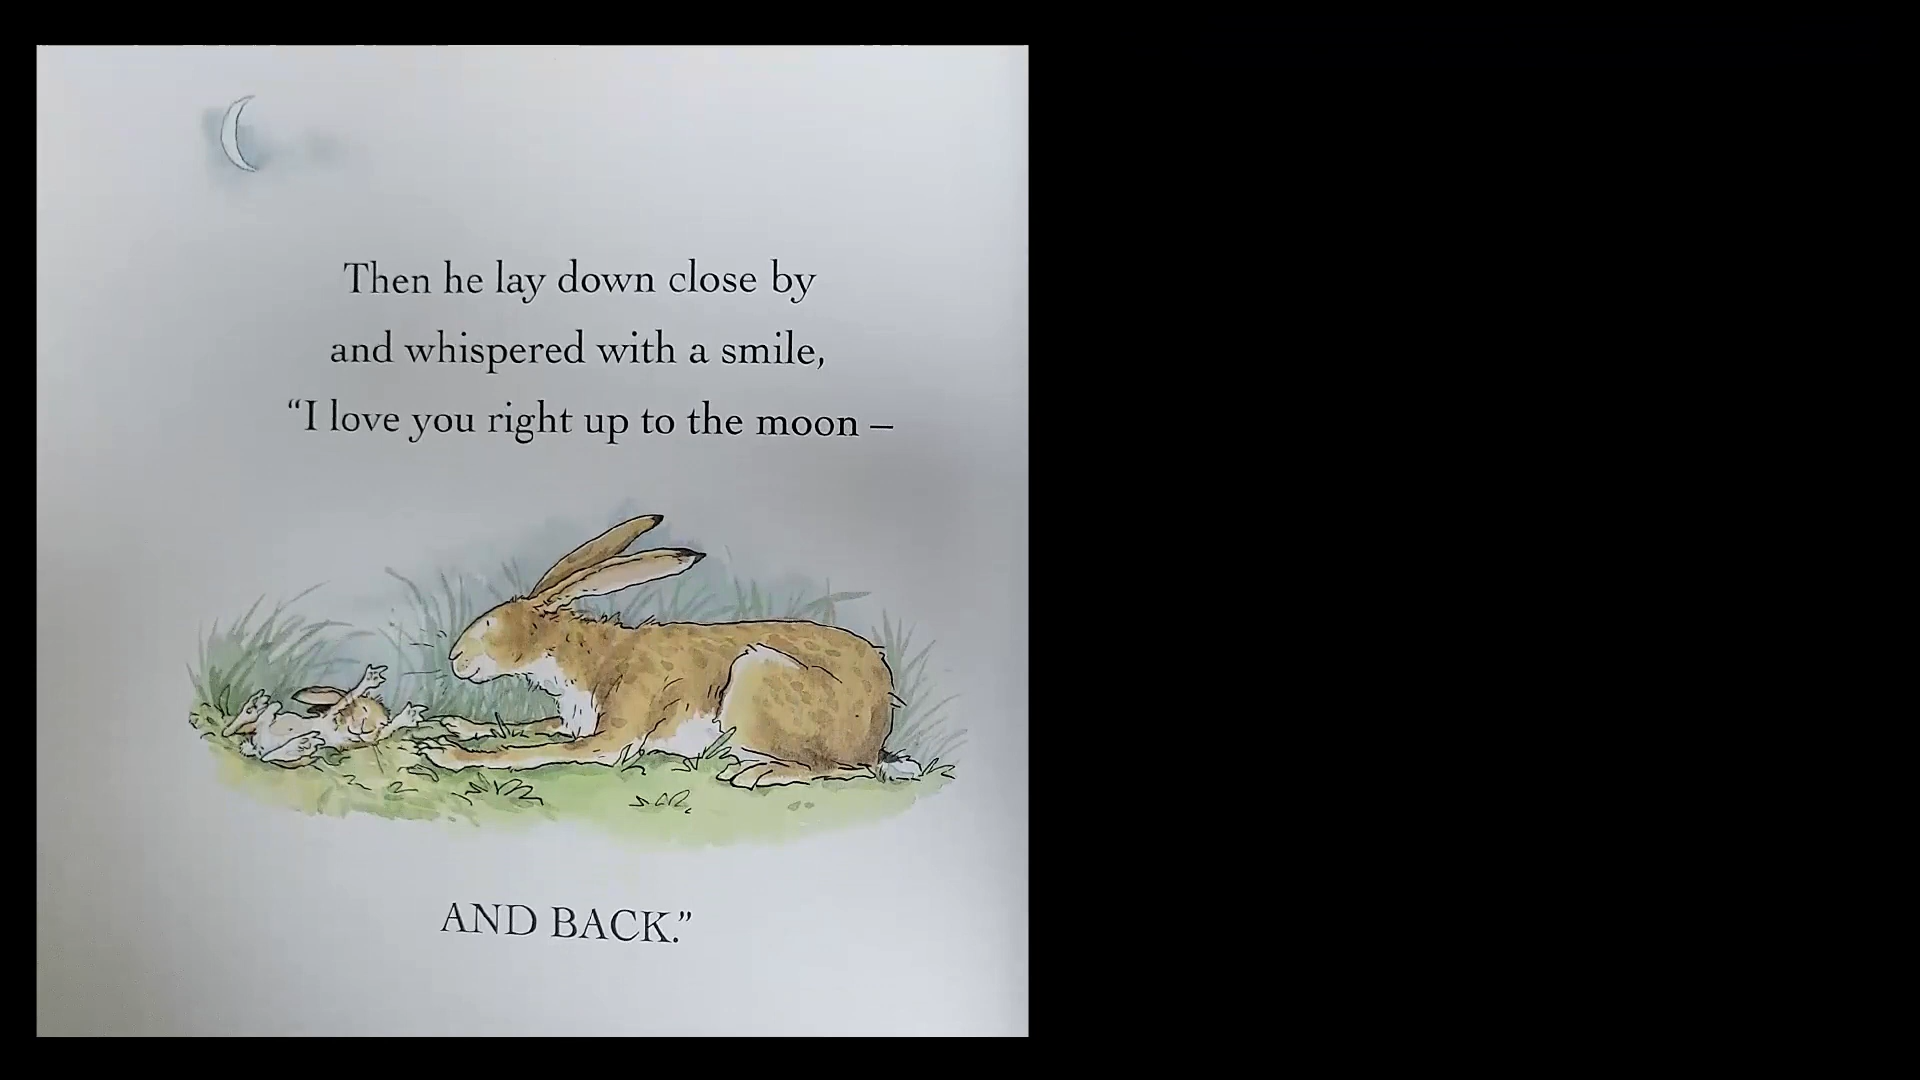 Then he lay down close by
and whispered with a smile,
“I love you right up to the moon –
AND BACK.”